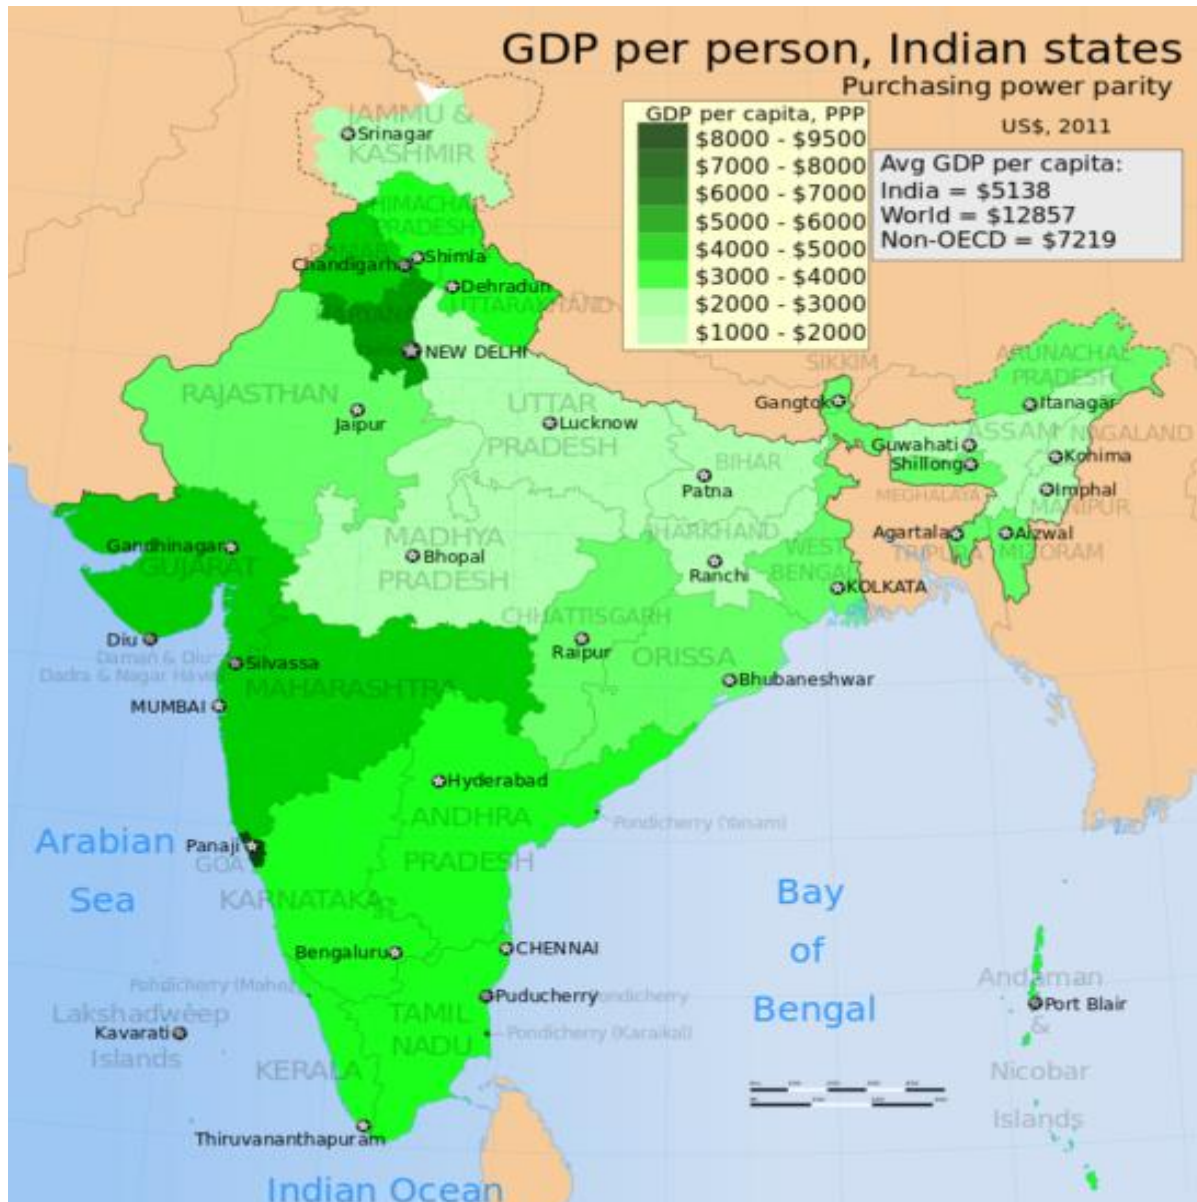 GDP per person, Indian states
Purchasing power parity
US$, 2011
GDP per capita, PPP
$8000 - $9500
$7000 - $8000
$6000 - $7000
$5000 - $6000
$4000 - $5000
$3000 - $4000
$2000 - $3000
$1000 - $2000
Avg GDP per capita:
India = $5138
World = $12857
Non-OECD = $7219
JAMMU &
Srinagar
KASHMIR
HIMACHAL
PRADESH
Shimla
Chandigarh
Dehradun
UTTARAKHAND
NEW DELHI
SIKKIM
ARUNACHAL
PRADESH
RAJASTHAN
Jaipur
UTTAR
Lucknow
PRADESH
Gangtok
Itanagar
ASSAM
NAGALAND
Guwahati
Kohima
Shillong
BIHAR
Patna
MEGHALAYA
Imphal
MANIPUR
Gandhinagar
GUJARAT
MADHYA
Bhopal
PRADESH
JHARKHAND
Ranchi
WEST
BENGAL
KOLKATA
Agartala
TRIPURA
Aizwal
MIZORAM
CHHATTISGARH
Raipur
ORISSA
Bhubaneshwar
Diu
Daman & Diu
Dadra & Nagar Haveli
Silvassa
MAHARASHTRA
MUMBAI
Hyderabad
ANDHRA
PRADESH
Pondicherry (Yanam)
Arabian
Sea
Panaji
GOA
KARNATAKA
Bay
of
Bengal
Bengaluru
CHENNAI
Pondicherry (Mahe)
Puducherry
Pondicherry
Lakshadweep
Kavarati
Islands
TAMIL
NADU
Pondicherry (Karaikal)
KERALA
Thiruvananthapuram
Andaman
Port Blair
&
Nicobar
Islands
Indian Ocean